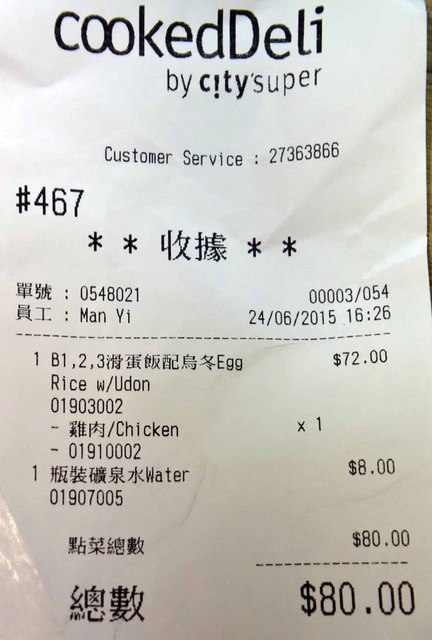 cookedDeli
by c!ty'super
Customer Service : 27363866
#467
* * 收據 * *
單號 : 0548021 00003/054
員工 : Man Yi 24/06/2015 16:26
1 B1,2,3滑蛋飯配烏冬Egg $72.00
Rice w/Udon
01903002
- 雞肉/Chicken x 1
- 01910002
1 瓶裝礦泉水Water $8.00
01907005
點菜總數 $80.00
總數 $80.00